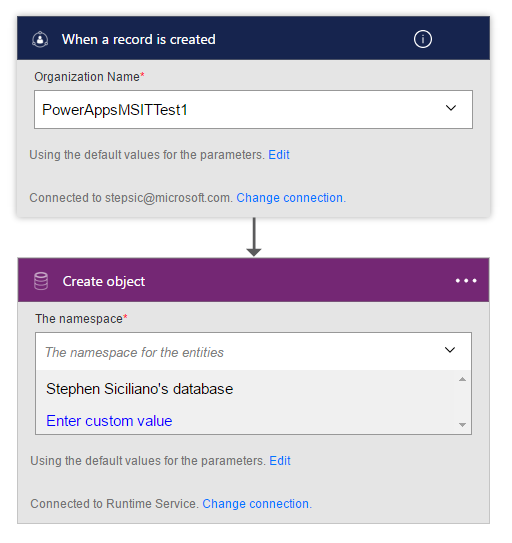 When a record is created
Organization Name*
PowerAppsMSITTest1
Using the default values for the parameters. Edit
Connected to stepsic@microsoft.com. Change connection.
Create object
The namespace*
The namespace for the entities
Stephen Siciliano's database
Enter custom value
Using the default values for the parameters. Edit
Connected to Runtime Service. Change connection.